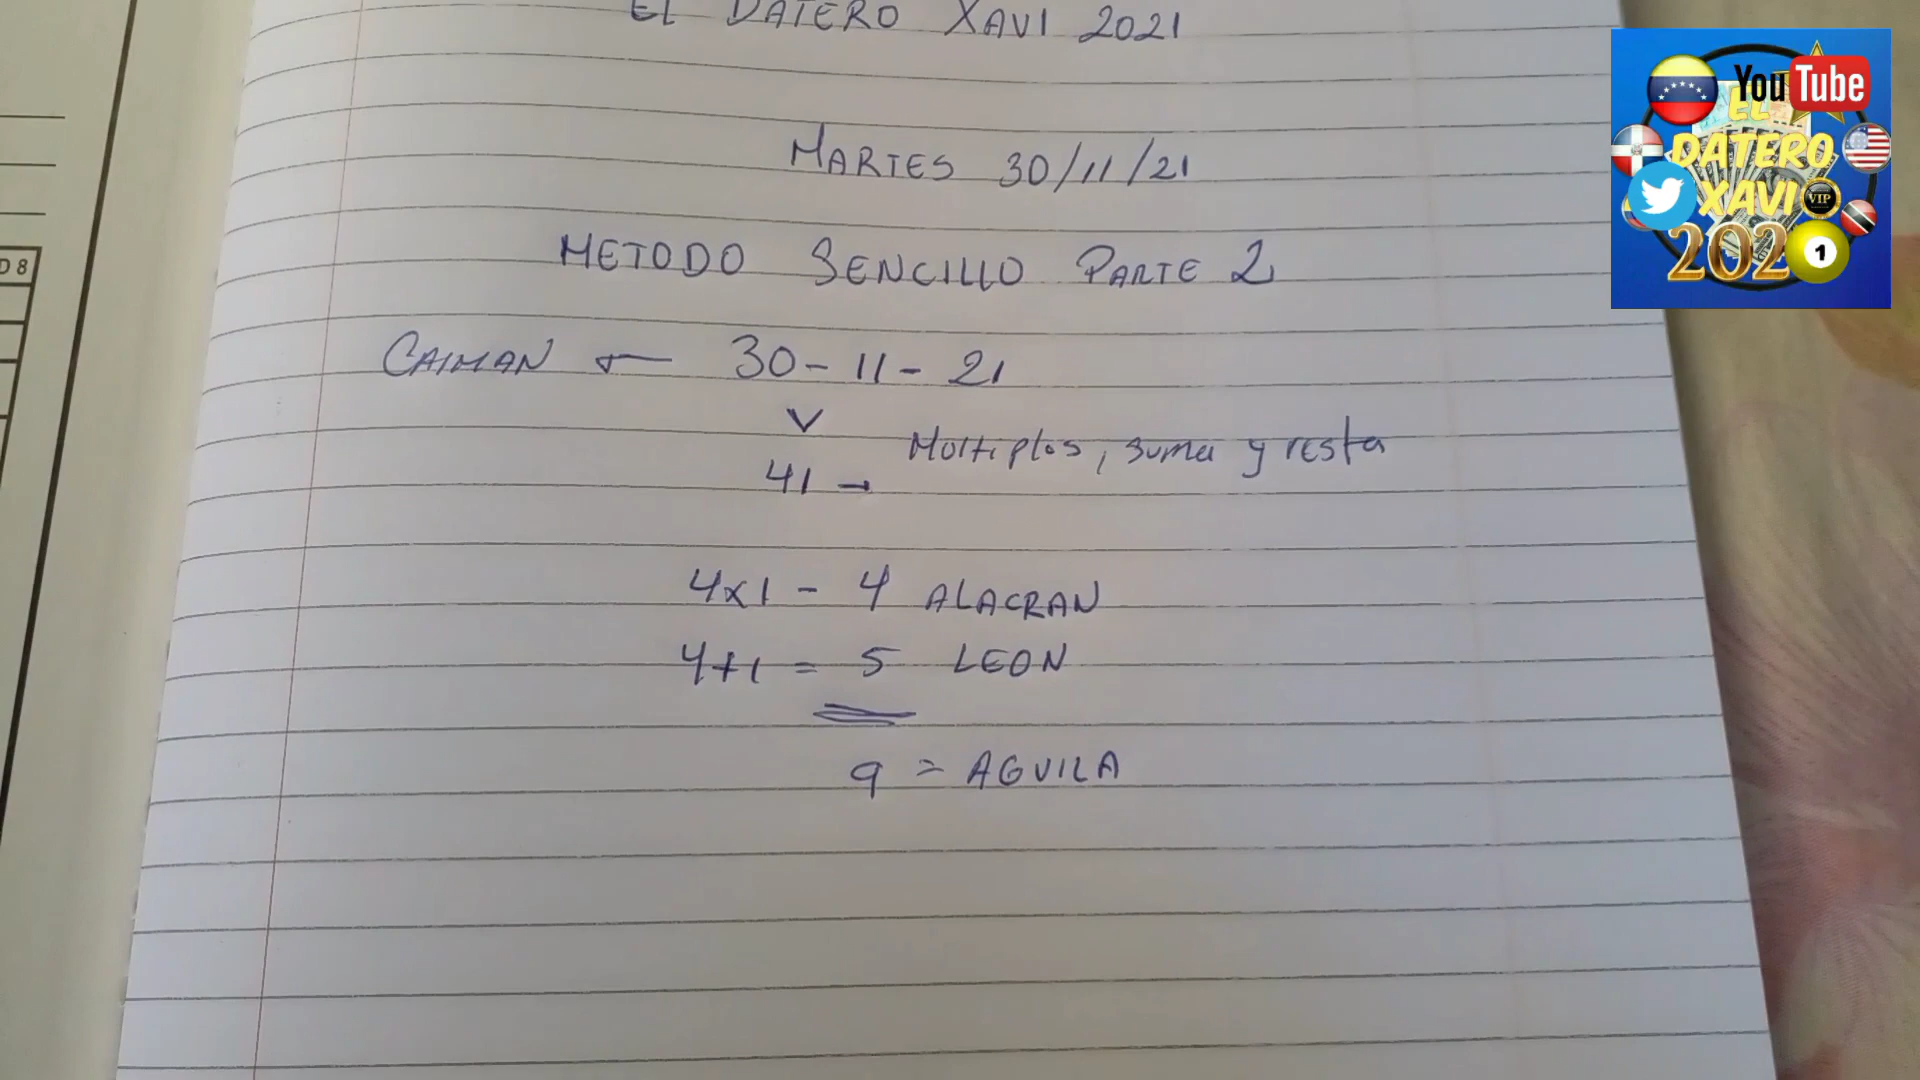 EL DATERO XAVI 2021
MARTES 30/11/21
METODO SENCILLO PARTE 2
CAIMAN ← 30-11-21
41 → Multiplos, suma y resta
4x1 - 4 ALACRAN
4+1 = 5 LEON
9 = AGUILA
D 8
YouTube
EL
DATERO
XAVI
VIP
2021